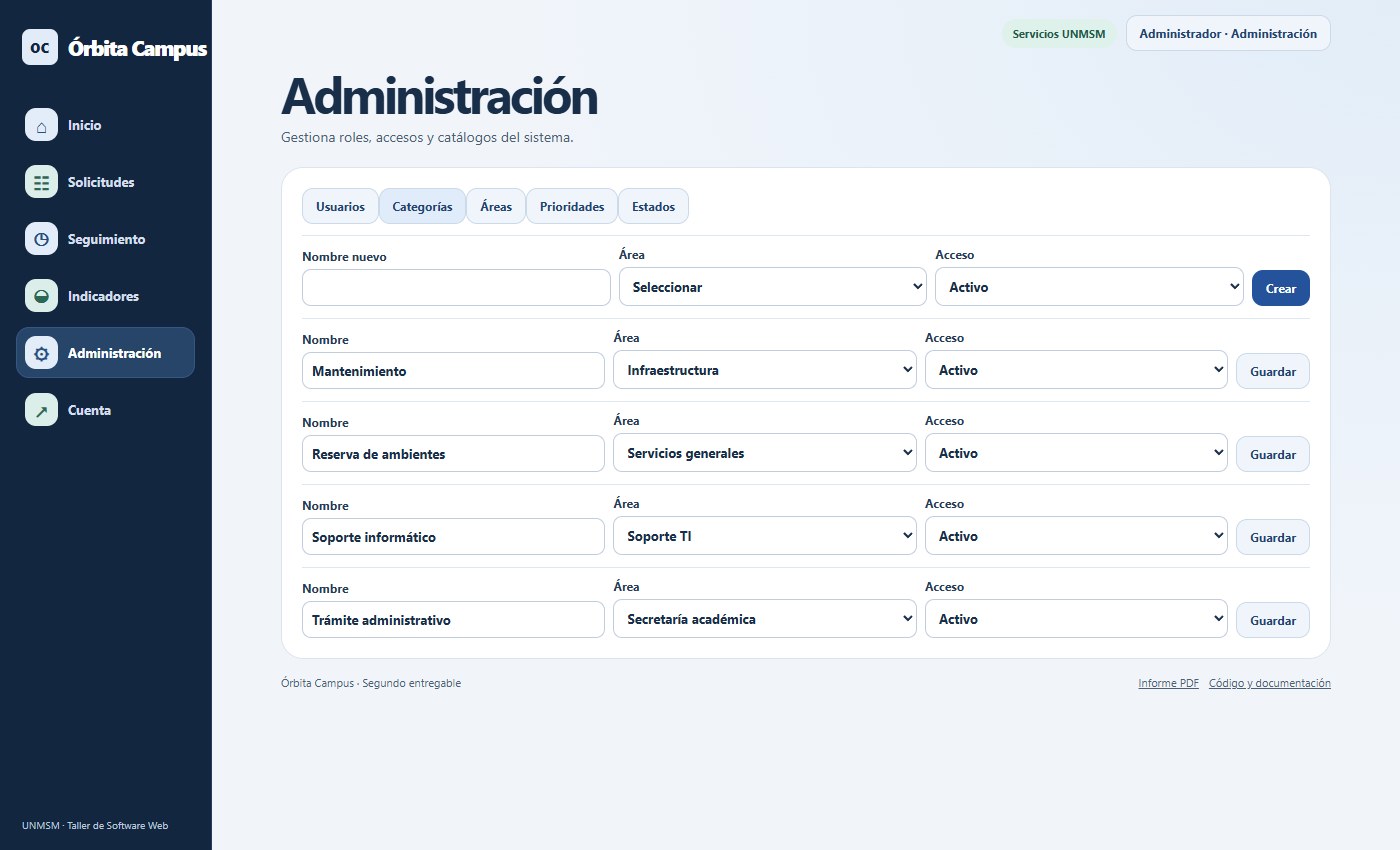 OC Órbita Campus
Inicio
Solicitudes
Seguimiento
Indicadores
Administración
Cuenta
UNMSM · Taller de Software Web
Servicios UNMSM Administrador · Administración
Administración
Gestiona roles, accesos y catálogos del sistema.
Usuarios Categorías Áreas Prioridades Estados
Nombre nuevo Área Acceso
Seleccionar Activo Crear
Nombre Área Acceso
Mantenimiento Infraestructura Activo Guardar
Nombre Área Acceso
Reserva de ambientes Servicios generales Activo Guardar
Nombre Área Acceso
Soporte informático Soporte TI Activo Guardar
Nombre Área Acceso
Trámite administrativo Secretaría académica Activo Guardar
Órbita Campus · Segundo entregable Informe PDF Código y documentación